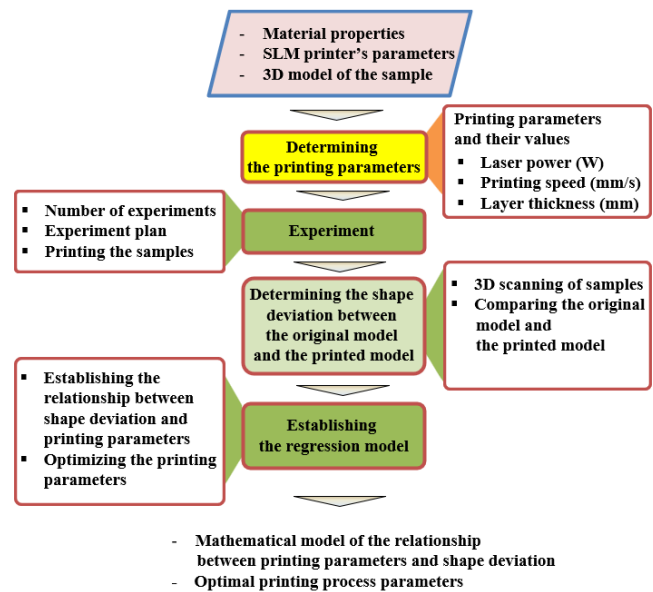 - Material properties
- SLM printer's parameters
- 3D model of the sample
Determining
the printing parameters
Printing parameters
and their values
▪ Laser power (W)
▪ Printing speed (mm/s)
▪ Layer thickness (mm)
▪ Number of experiments
▪ Experiment plan
▪ Printing the samples
Experiment
Determining the shape
deviation between
the original model
and the printed model
▪ 3D scanning of samples
▪ Comparing the original
model and
the printed model
▪ Establishing the
relationship between
shape deviation and
printing parameters
▪ Optimizing the printing
parameters
Establishing
the regression model
- Mathematical model of the relationship
between printing parameters and shape deviation
- Optimal printing process parameters